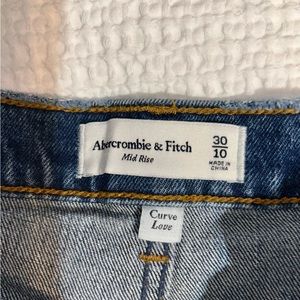 Abercrombie & Fitch
Mid Rise
30
10
MADE IN
CHINA
Curve
Love